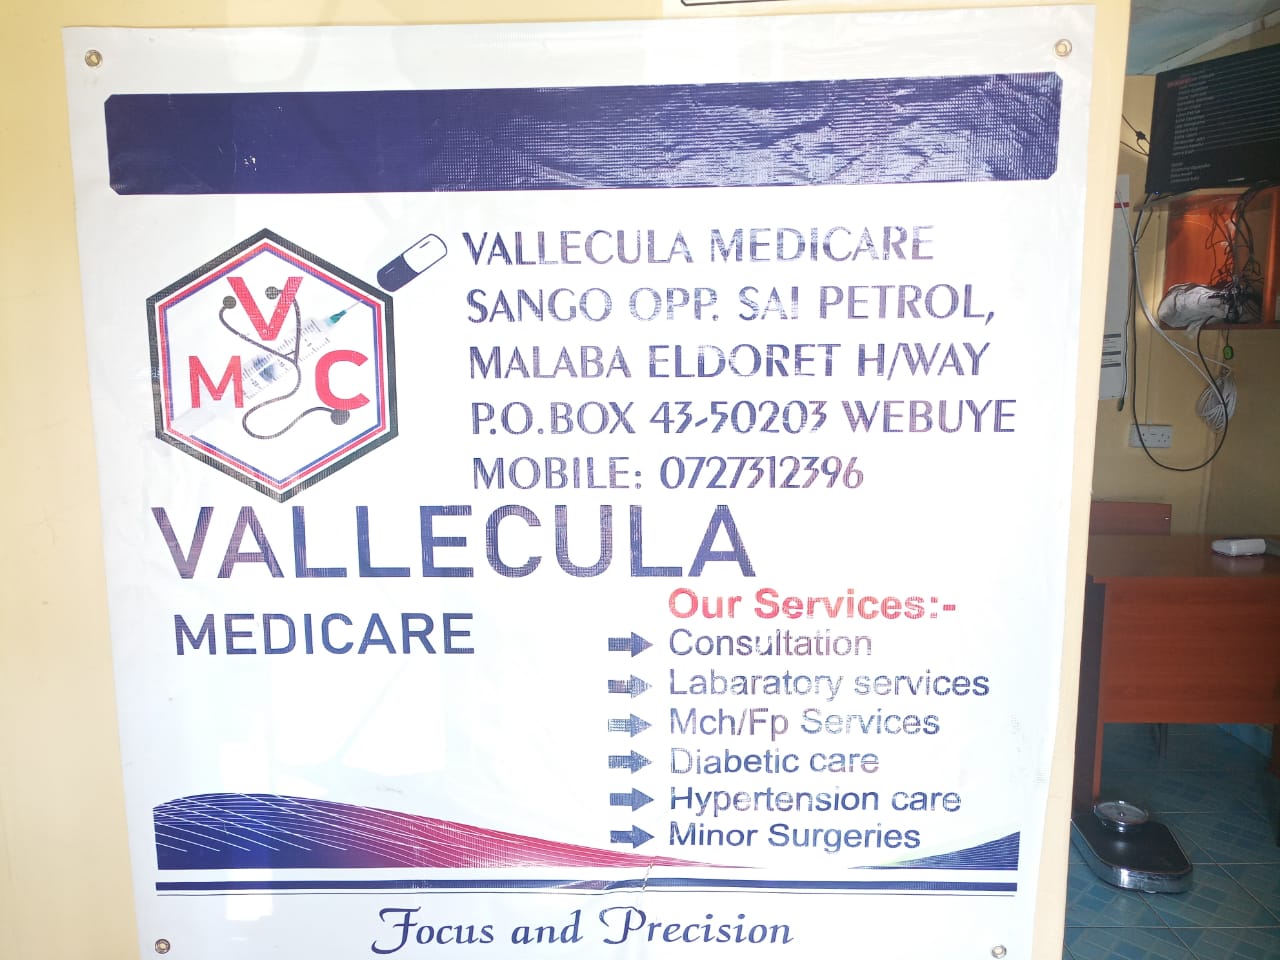 V
M C
VALLECULA MEDICARE
SANGO OPP. SAI PETROL,
MALABA ELDORET H/WAY
P.O.BOX 43-50203 WEBUYE
MOBILE: 0727312396
VALLECULA
MEDICARE
Our Services:-
Consultation
Labaratory services
Mch/Fp Services
Diabetic care
Hypertension care
Minor Surgeries
Focus and Precision